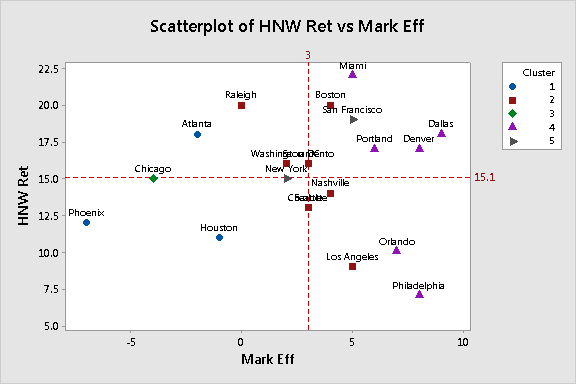 Scatterplot of HNW Ret vs Mark Eff
3
22.5
20.0
17.5
15.0
12.5
10.0
7.5
5.0
HNW Ret
Miami
Raleigh
Boston
San Francisco
Atlanta
Dallas
Portland
Denver
Washington DC
Chicago
New York
15.1
Nashville
Phoenix
Houston
Orlando
Los Angeles
Philadelphia
-5
0
5
10
Mark Eff
Cluster
1
2
3
4
5